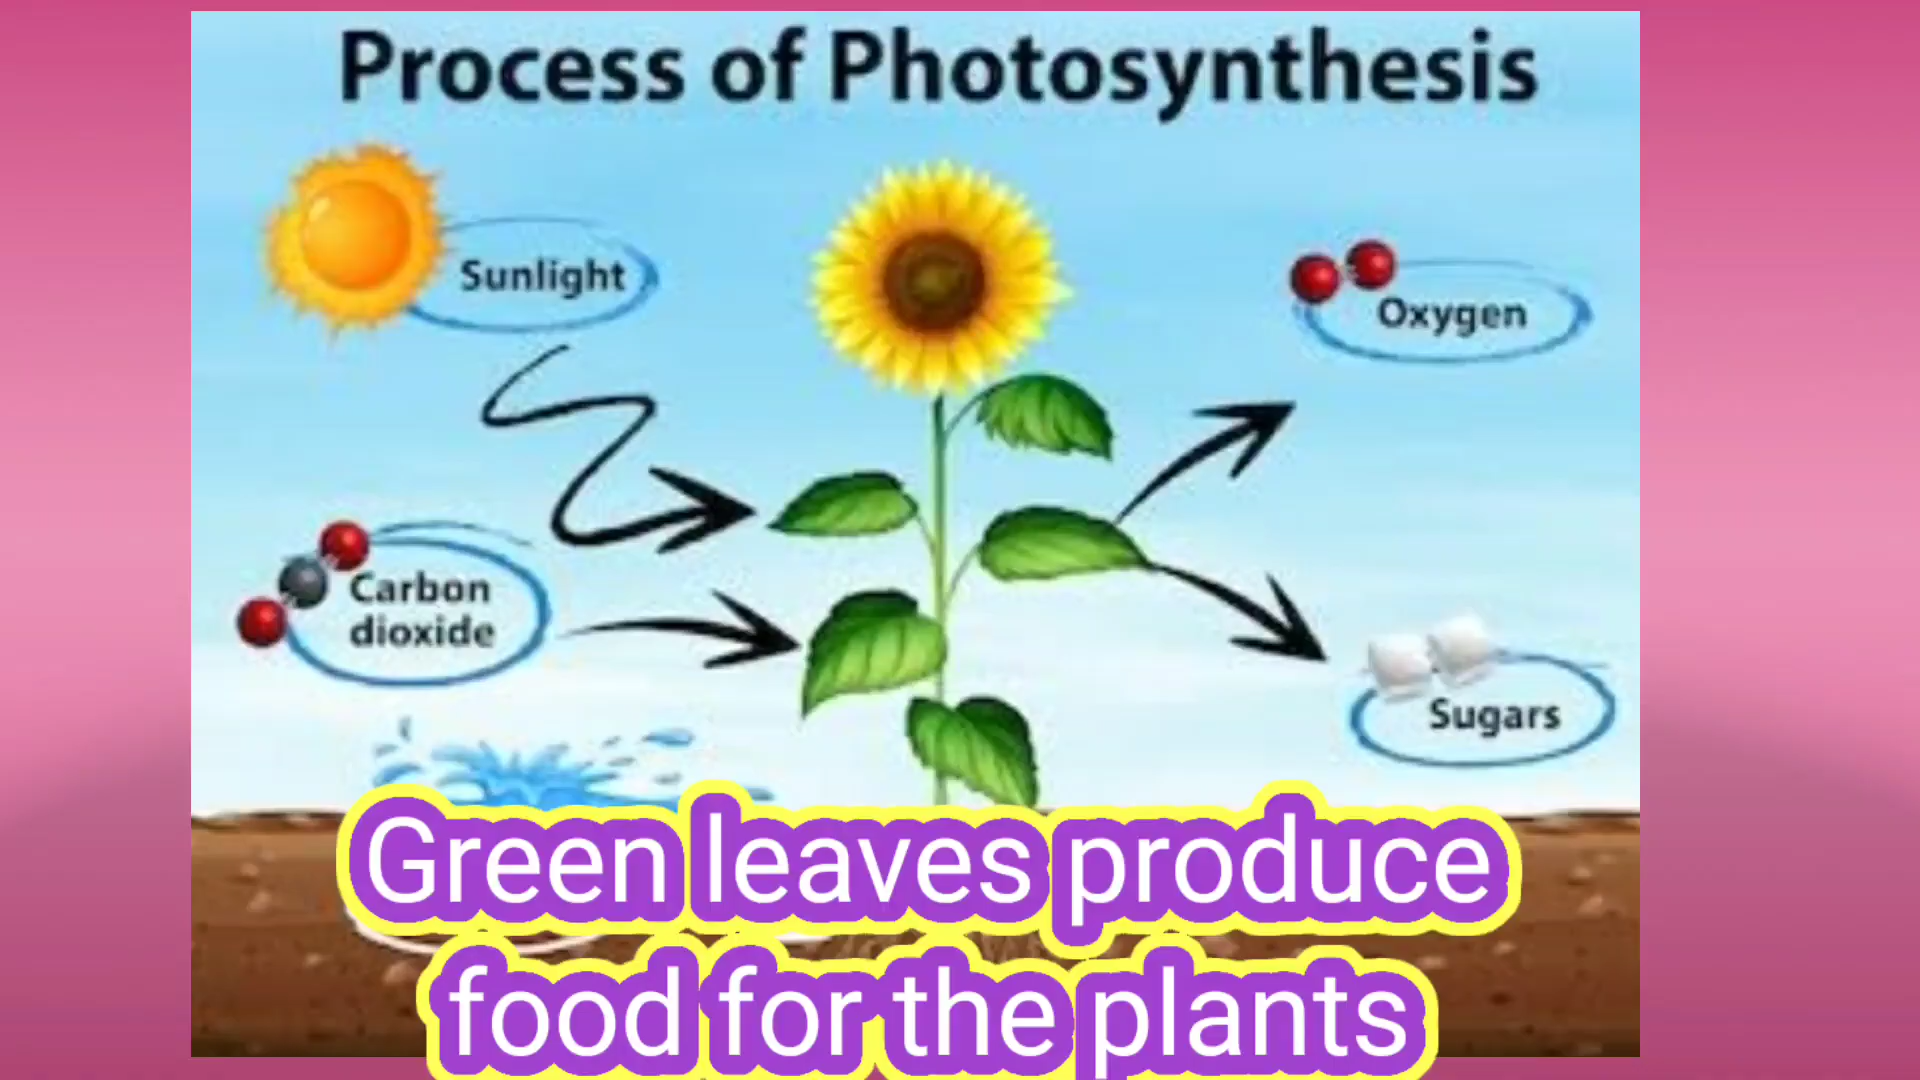 Process of Photosynthesis
Sunlight
Oxygen
Carbon
dioxide
Sugars
Green leaves produce
food for the plants